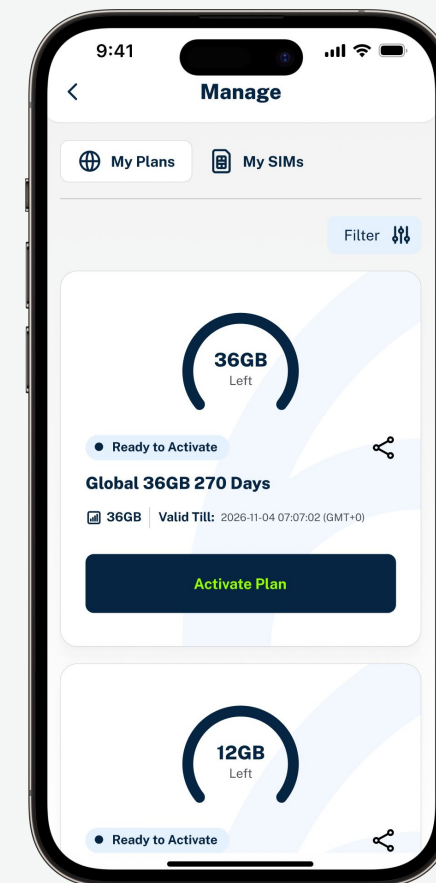 9:41
Manage
My Plans My SIMs
Filter
36GB
Left
Ready to Activate
Global 36GB 270 Days
36GB Valid Till: 2026-11-04 07:07:02 (GMT+0)
Activate Plan
12GB
Left
Ready to Activate